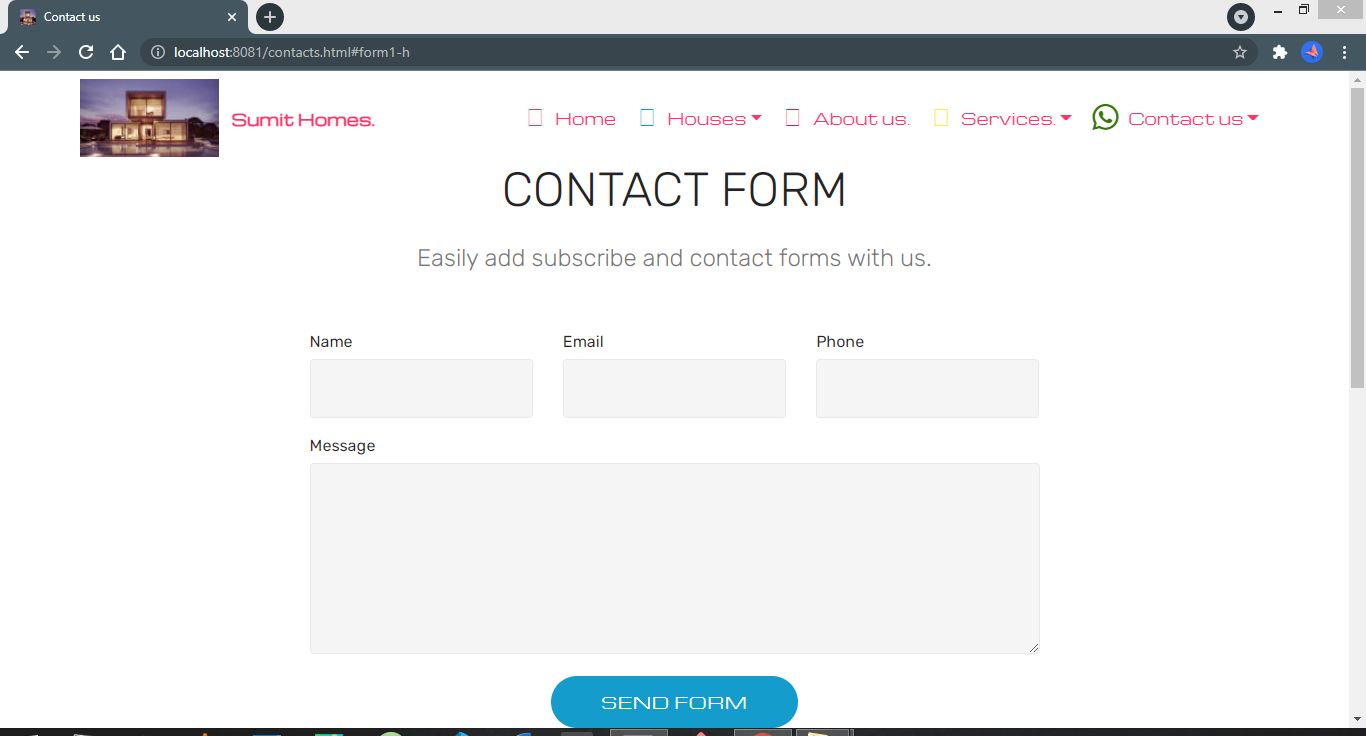 Contact us
localhost:8081/contacts.html#form1-h
Sumit Homes.
Home Houses About us. Services. Contact us
CONTACT FORM
Easily add subscribe and contact forms with us.
Name Email Phone
Message
SEND FORM